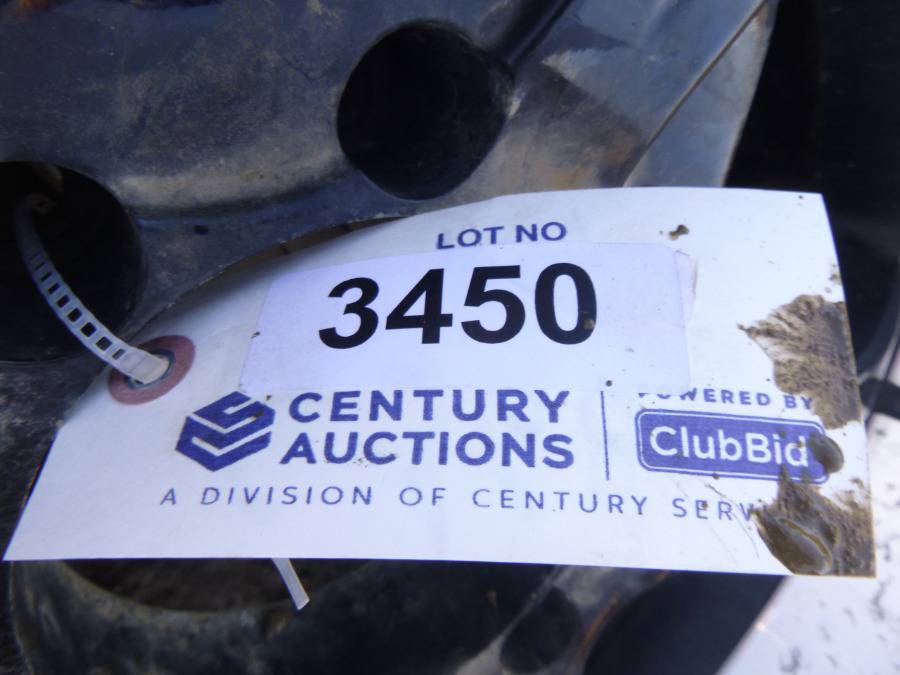 LOT NO
3450
CENTURY
AUCTIONS
POWERED BY
ClubBid
A DIVISION OF CENTURY